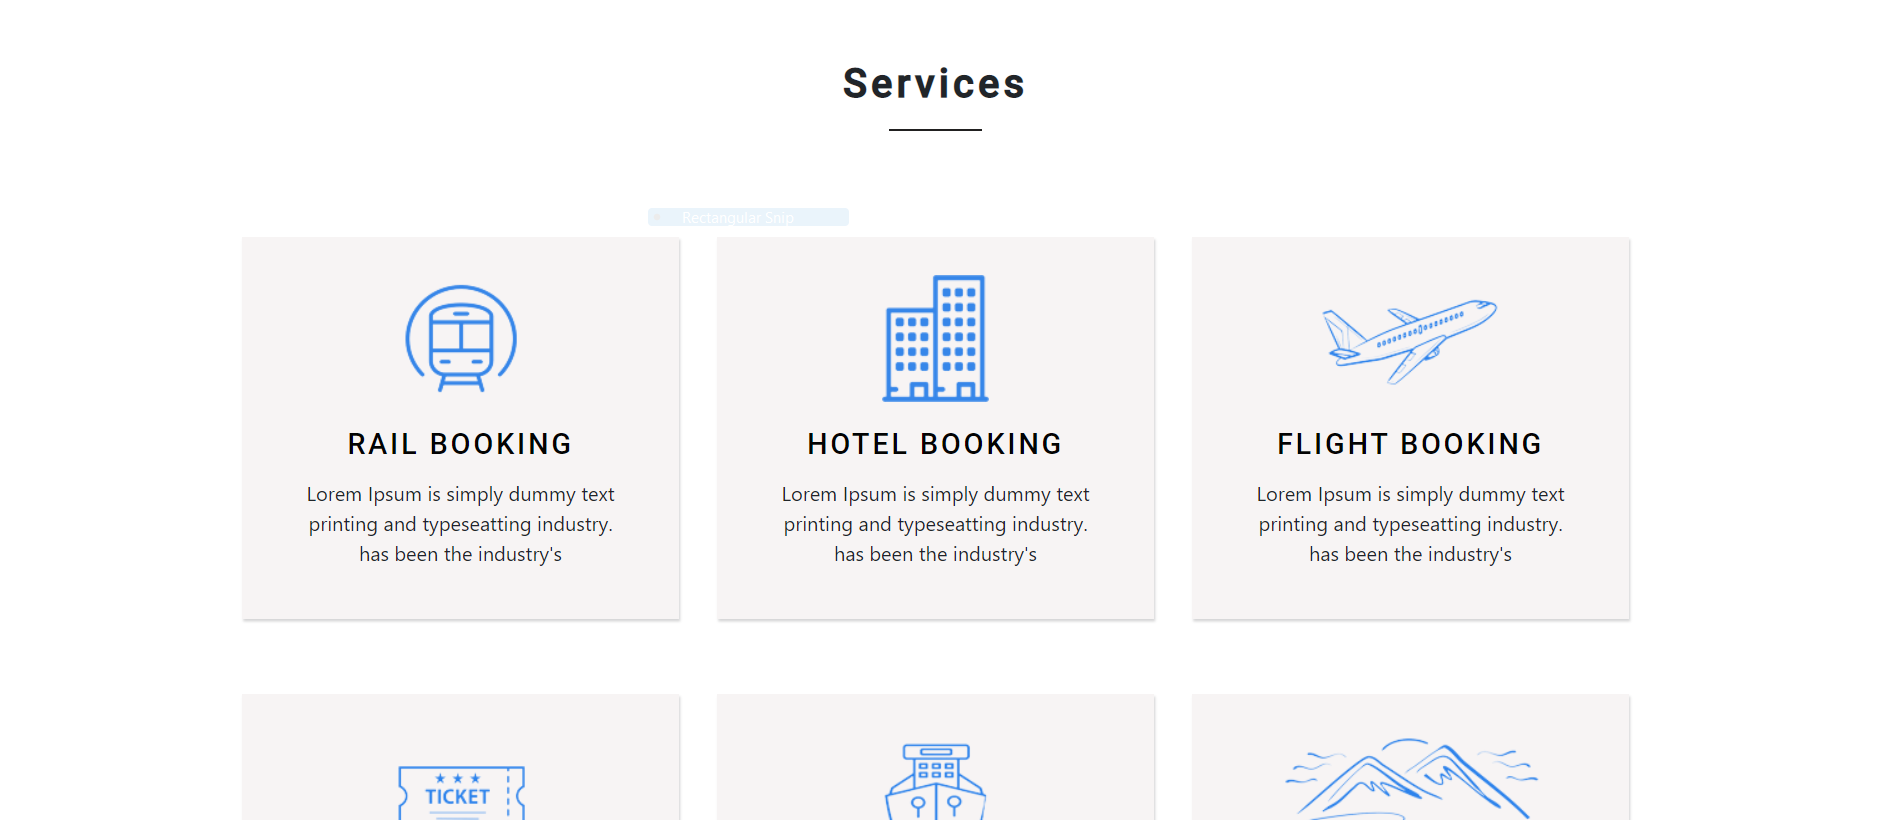 Services
Rectangular Snip
RAIL BOOKING
Lorem Ipsum is simply dummy text
printing and typeseatting industry.
has been the industry's
HOTEL BOOKING
Lorem Ipsum is simply dummy text
printing and typeseatting industry.
has been the industry's
FLIGHT BOOKING
Lorem Ipsum is simply dummy text
printing and typeseatting industry.
has been the industry's
TICKET